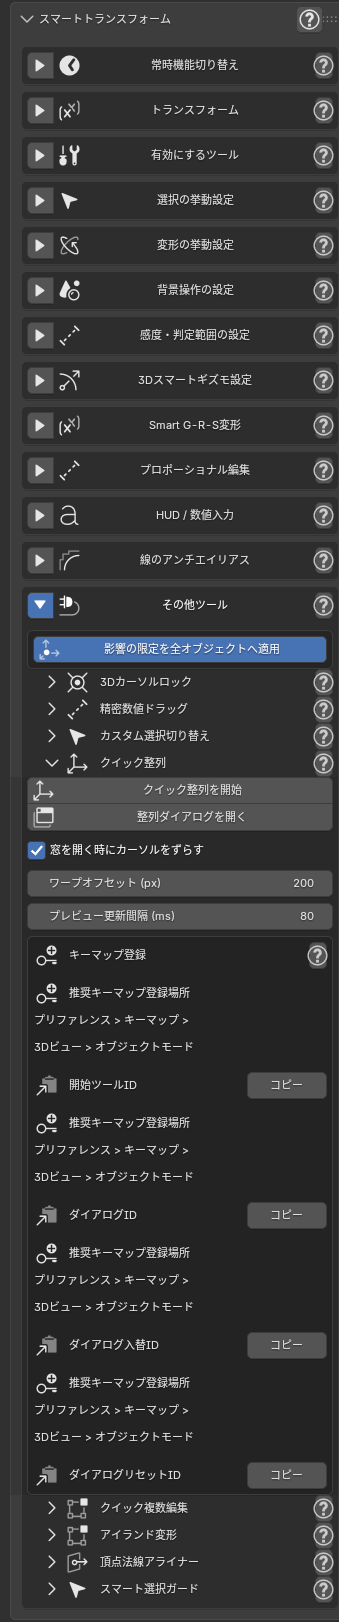 スマートトランスフォーム
常時機能切り替え
トランスフォーム
有効にするツール
選択の挙動設定
変形の挙動設定
背景操作の設定
感度・判定範囲の設定
3Dスマートギズモ設定
Smart G-R-S変形
プロポーショナル編集
HUD / 数値入力
線のアンチエイリアス
その他ツール
影響の限定を全オブジェクトへ適用
3Dカーソルロック
精密数値ドラッグ
カスタム選択切り替え
クイック整列
クイック整列を開始
整列ダイアログを開く
窓を開く時にカーソルをずらす
ワープオフセット (px) 200
プレビュー更新間隔 (ms) 80
キーマップ登録
推奨キーマップ登録場所
プリファレンス > キーマップ >
3Dビュー > オブジェクトモード
開始ツールID コピー
推奨キーマップ登録場所
プリファレンス > キーマップ >
3Dビュー > オブジェクトモード
ダイアログID コピー
推奨キーマップ登録場所
プリファレンス > キーマップ >
3Dビュー > オブジェクトモード
ダイアログ入替ID コピー
推奨キーマップ登録場所
プリファレンス > キーマップ >
3Dビュー > オブジェクトモード
ダイアログリセットID コピー
クイック複数編集
アイランド変形
頂点法線アライナー
スマート選択ガード